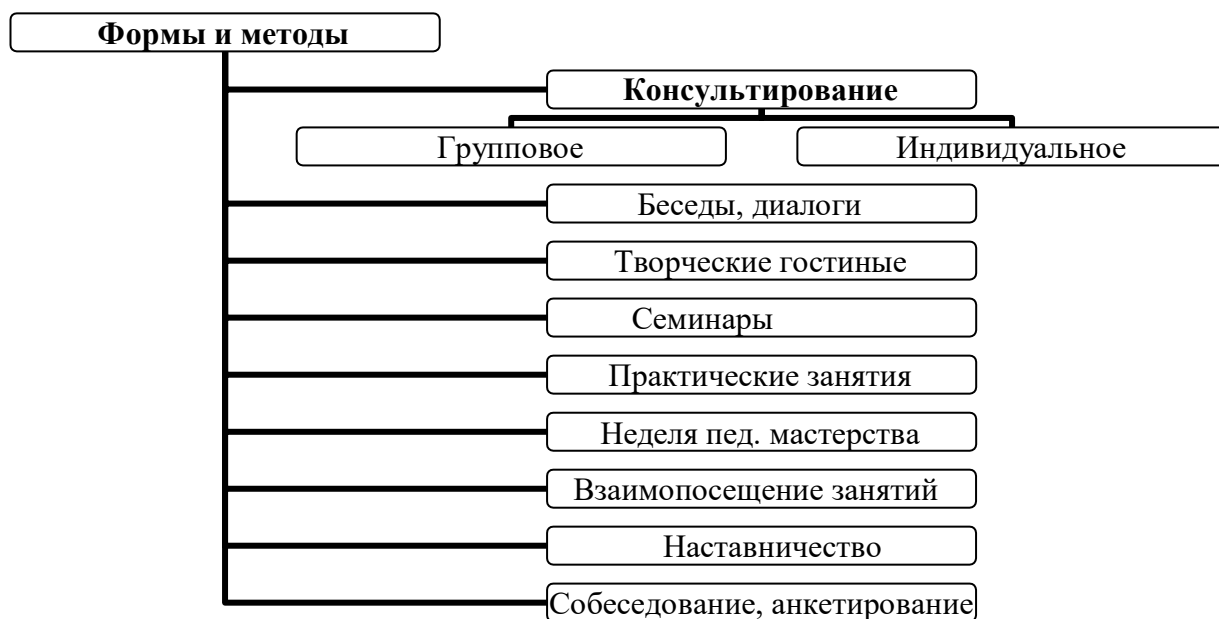 Формы и методы
Консультирование
Групповое
Индивидуальное
Беседы, диалоги
Творческие гостиные
Семинары
Практические занятия
Неделя пед. мастерства
Взаимопосещение занятий
Наставничество
Собеседование, анкетирование